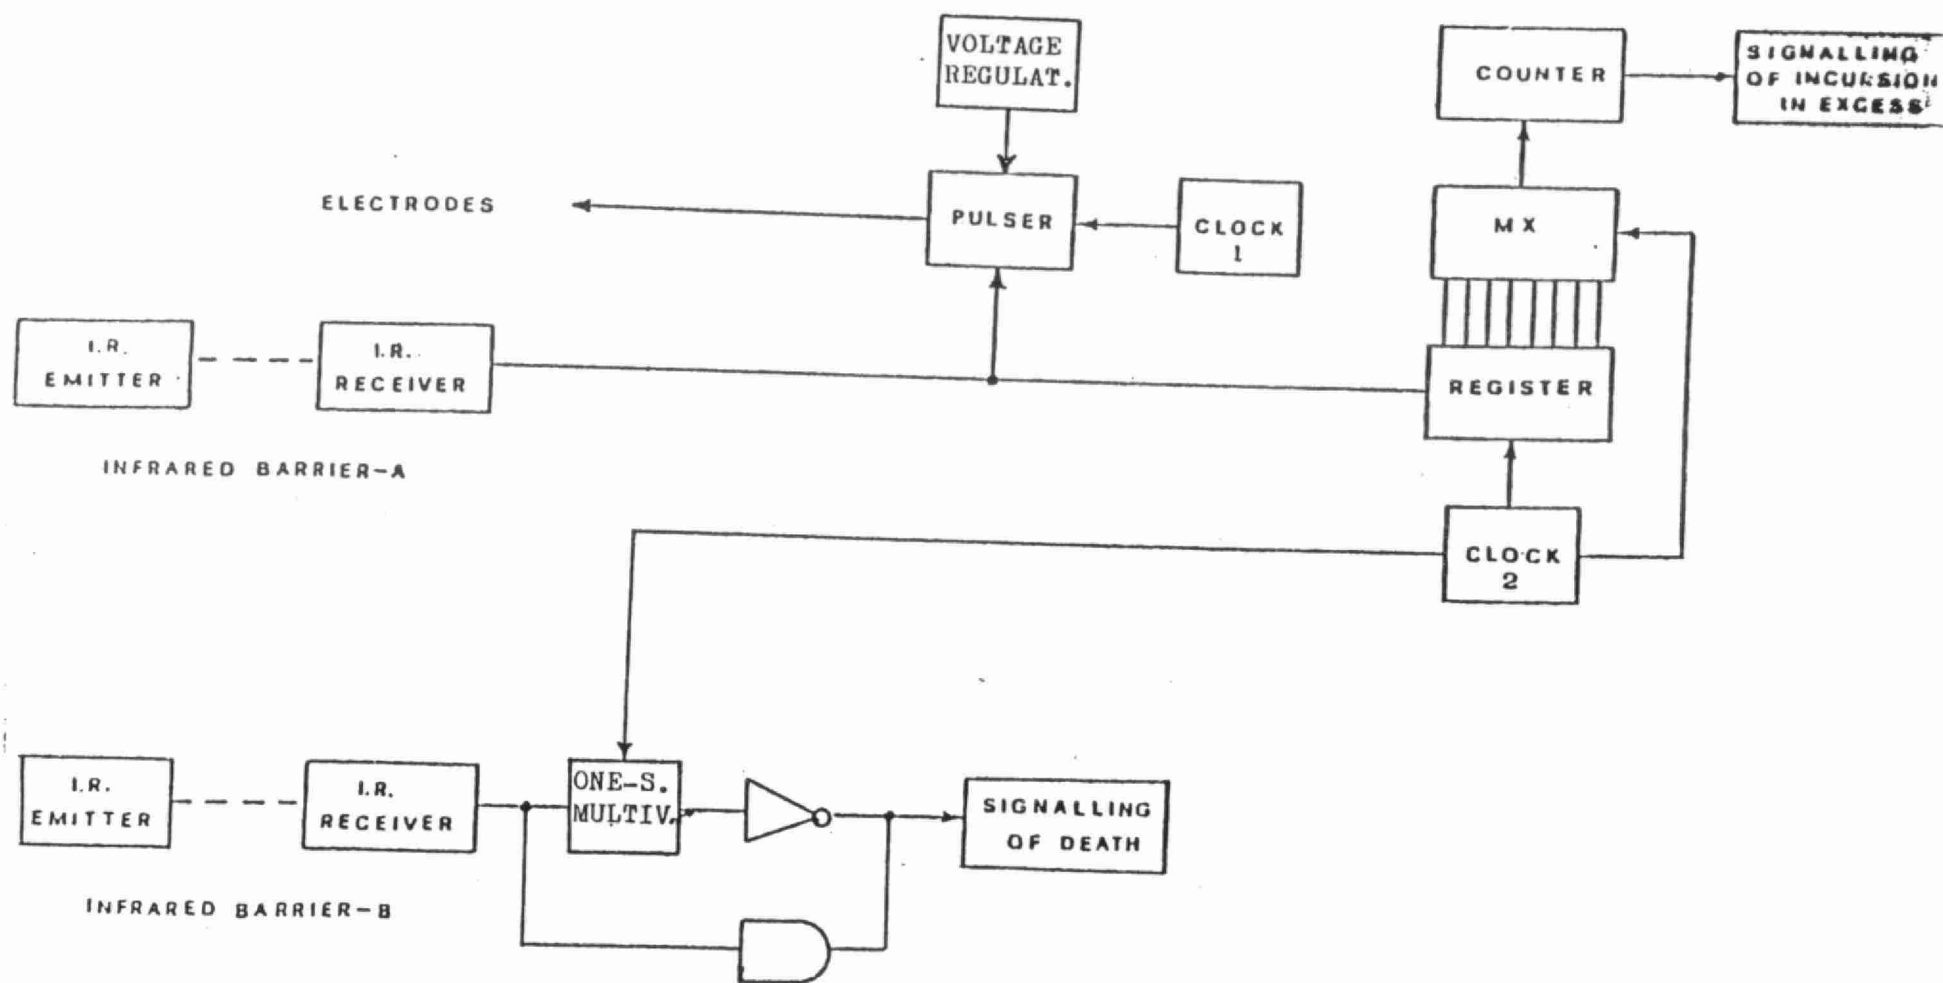 VOLTAGE
REGULAT.
COUNTER
SIGNALLING
OF INCURSION
IN EXCESS
ELECTRODES
PULSER
CLOCK
1
MX
I.R.
EMITTER
I.R.
RECEIVER
REGISTER
INFRARED BARRIER-A
CLOCK
2
I.R.
EMITTER
I.R.
RECEIVER
ONE-S.
MULTIV.
SIGNALLING
OF DEATH
INFRARED BARRIER-B